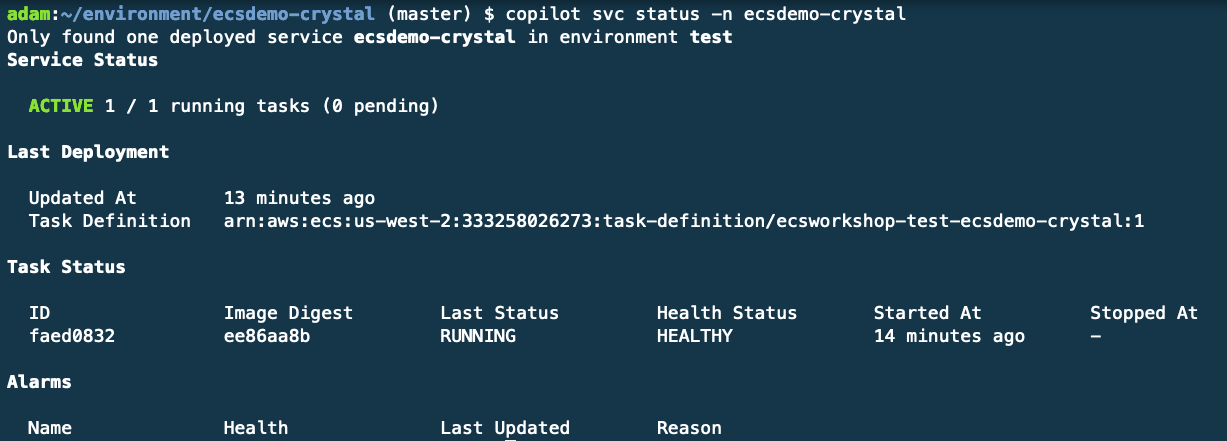 adam:~/environment/ecsdemo-crystal (master) $ copilot svc status -n ecsdemo-crystal
Only found one deployed service ecsdemo-crystal in environment test
Service Status
ACTIVE 1 / 1 running tasks (0 pending)
Last Deployment
Updated At 13 minutes ago
Task Definition arn:aws:ecs:us-west-2:333258026273:task-definition/ecsworkshop-test-ecsdemo-crystal:1
Task Status
ID Image Digest Last Status Health Status Started At Stopped At
faed0832 ee86aa8b RUNNING HEALTHY 14 minutes ago -
Alarms
Name Health Last Updated Reason